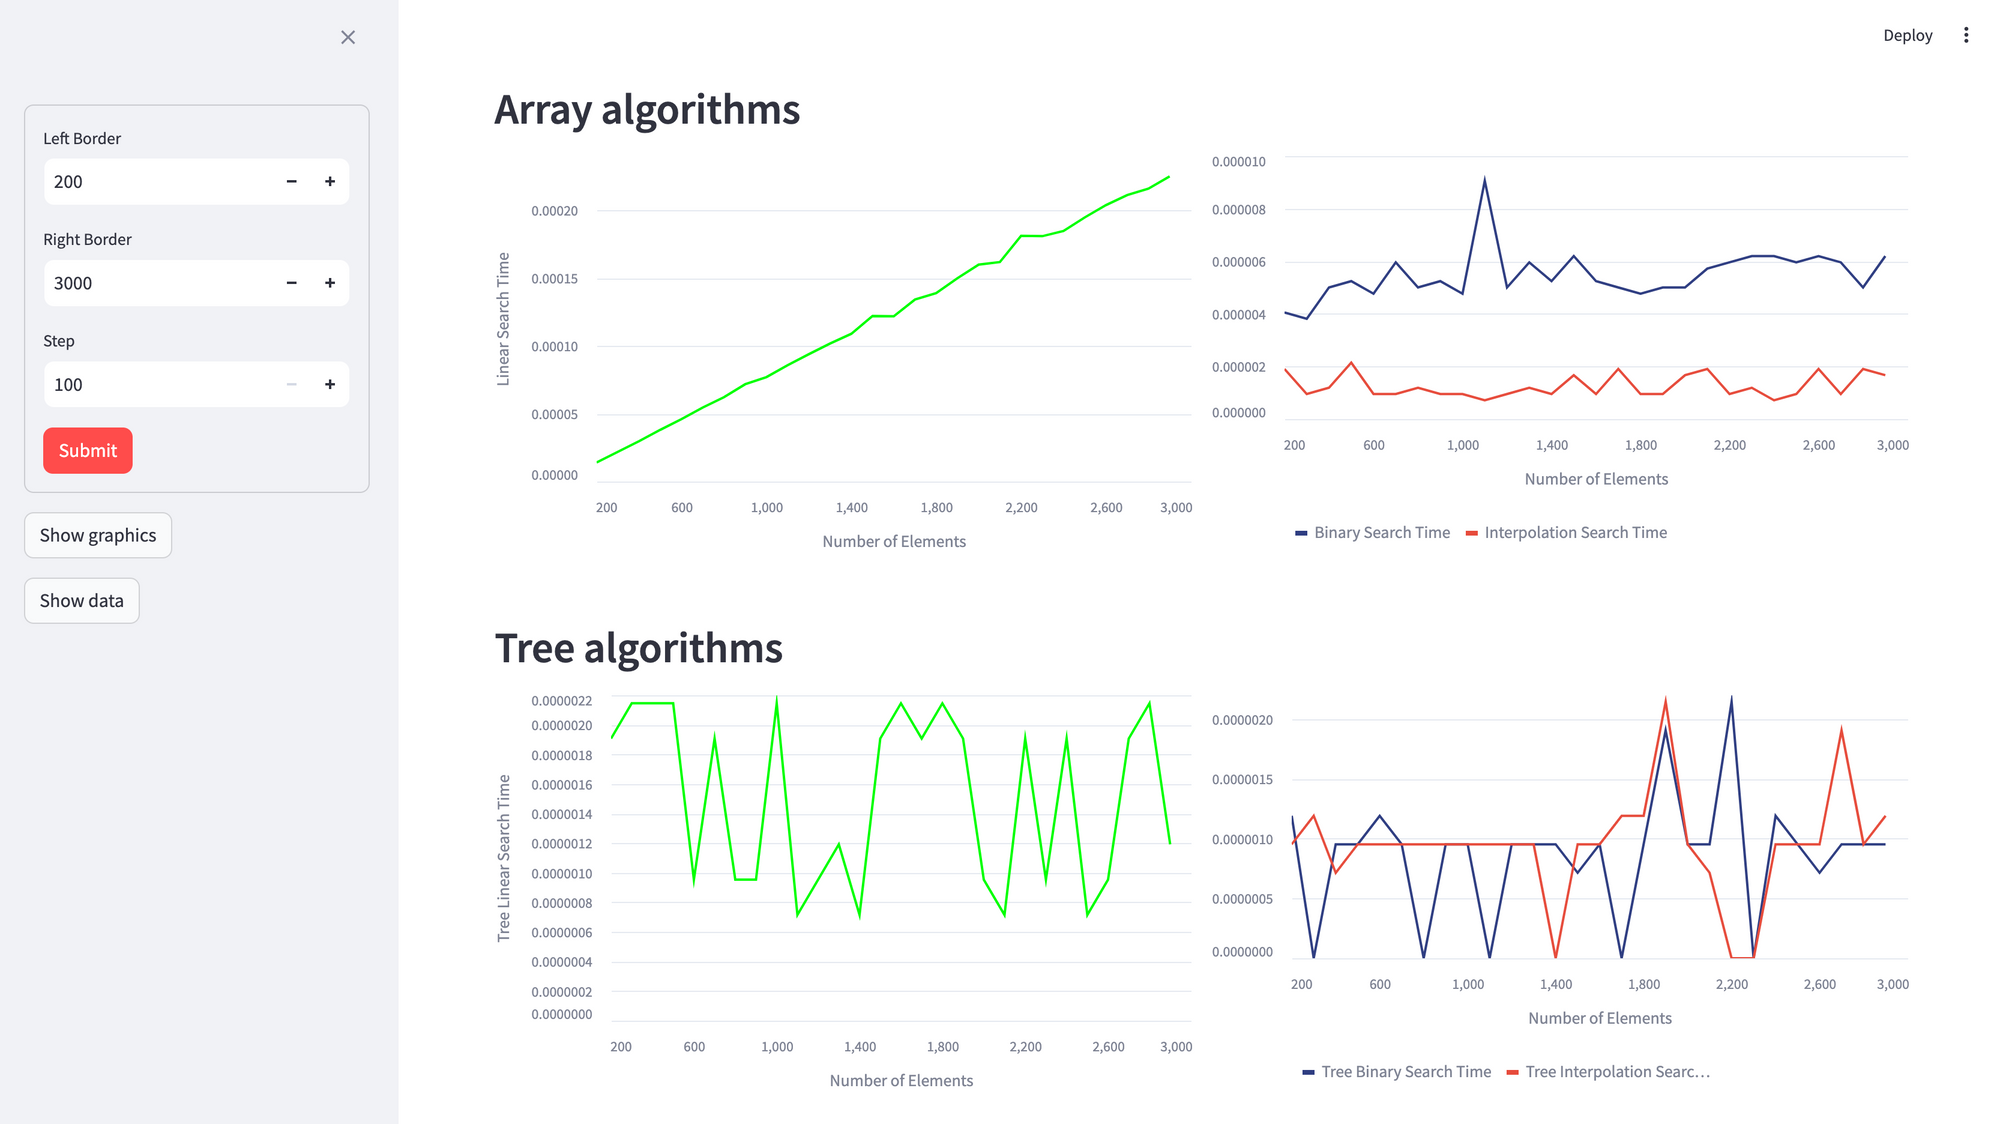 Deploy
Left Border
200
Right Border
3000
Step
100
Submit
Show graphics
Show data
Array algorithms
Linear Search Time
0.00020
0.00015
0.00010
0.00005
0.00000
200 600 1,000 1,400 1,800 2,200 2,600 3,000
Number of Elements
0.000010
0.000008
0.000006
0.000004
0.000002
0.000000
200 600 1,000 1,400 1,800 2,200 2,600 3,000
Number of Elements
Binary Search Time Interpolation Search Time
Tree algorithms
Tree Linear Search Time
0.0000022
0.0000020
0.0000018
0.0000016
0.0000014
0.0000012
0.0000010
0.0000008
0.0000006
0.0000004
0.0000002
0.0000000
200 600 1,000 1,400 1,800 2,200 2,600 3,000
Number of Elements
0.0000020
0.0000015
0.0000010
0.0000005
0.0000000
200 600 1,000 1,400 1,800 2,200 2,600 3,000
Number of Elements
Tree Binary Search Time Tree Interpolation Searc…